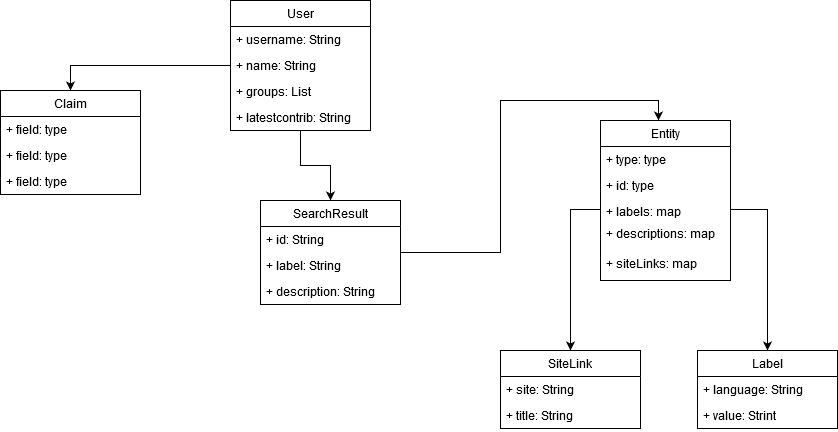 User
+ username: String
+ name: String
+ groups: List
+ latestcontrib: String
Claim
+ field: type
+ field: type
+ field: type
SearchResult
+ id: String
+ label: String
+ description: String
Entity
+ type: type
+ id: type
+ labels: map
+ descriptions: map
+ siteLinks: map
SiteLink
+ site: String
+ title: String
Label
+ language: String
+ value: Strint